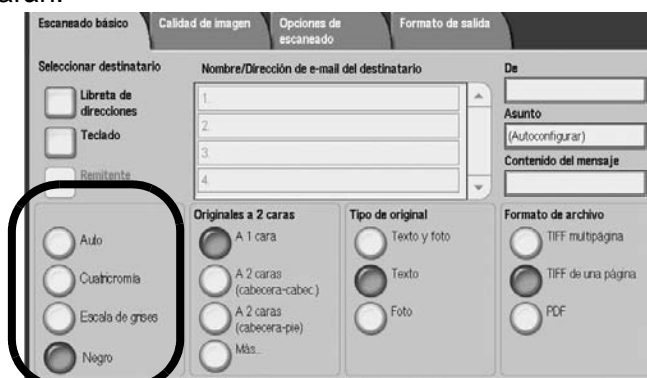 Escaneado básico
Calidad de imagen
Opciones de
escaneado
Formato de salida
Seleccionar destinatario
Libreta de
direcciones
Teclado
Remitente
Nombre/Dirección de e-mail del destinatario
1.
2.
3.
4.
De
Asunto
(Autoconfigurar)
Contenido del mensaje
Auto
Cuatricromía
Escala de grises
Negro
Originales a 2 caras
A 1 cara
A 2 caras
(cabecera-cabec.)
A 2 caras
(cabecera-pie)
Más...
Tipo de original
Texto y foto
Texto
Foto
Formato de archivo
TIFF multipágina
TIFF de una página
PDF